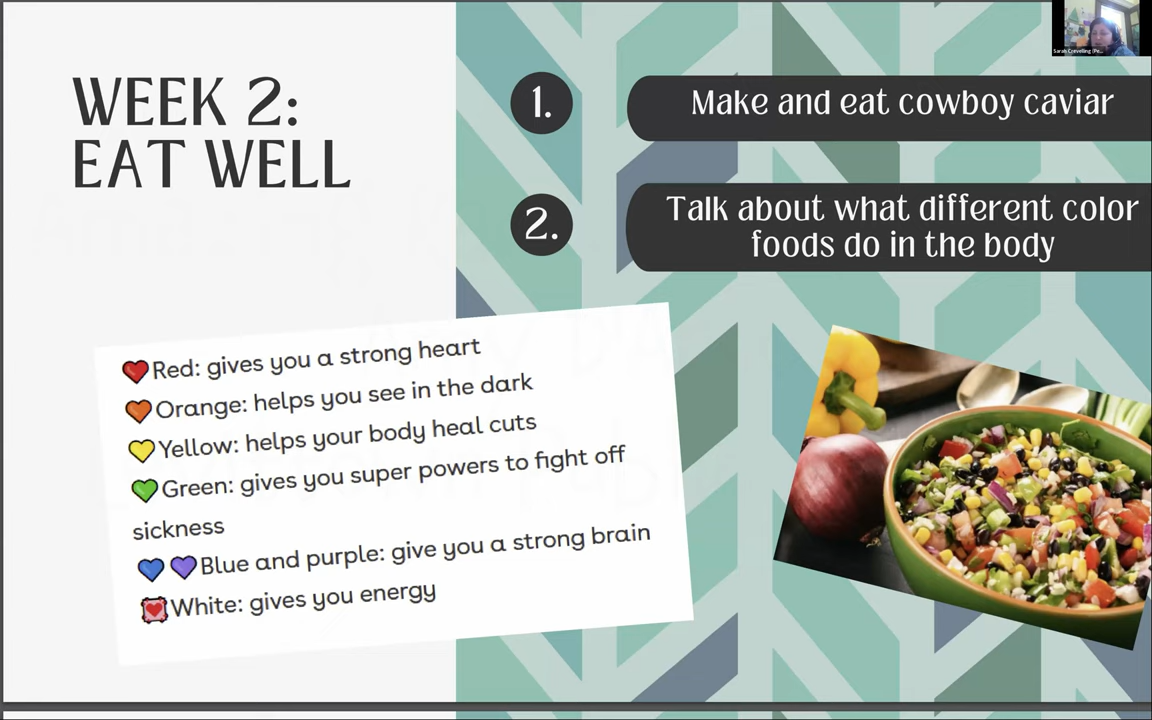 WEEK 2:
EAT WELL
1.
Make and eat cowboy caviar
2.
Talk about what different color
foods do in the body
Red: gives you a strong heart
Orange: helps you see in the dark
Yellow: helps your body heal cuts
Green: gives you super powers to fight off
sickness
Blue and purple: give you a strong brain
White: gives you energy